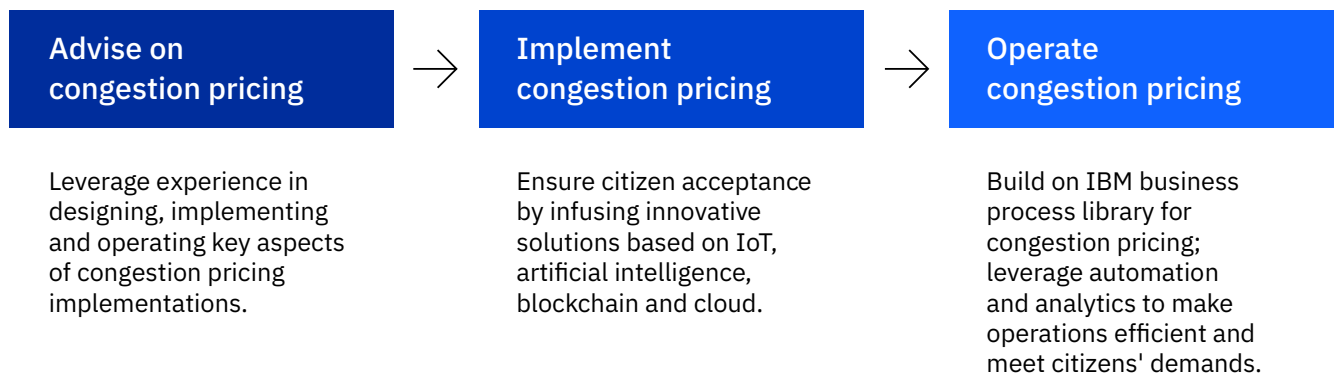 Advise on
congestion pricing
Implement
congestion pricing
Operate
congestion pricing
Leverage experience in
designing, implementing
and operating key aspects
of congestion pricing
implementations.
Ensure citizen acceptance
by infusing innovative
solutions based on IoT,
artificial intelligence,
blockchain and cloud.
Build on IBM business
process library for
congestion pricing;
leverage automation
and analytics to make
operations efficient and
meet citizens' demands.